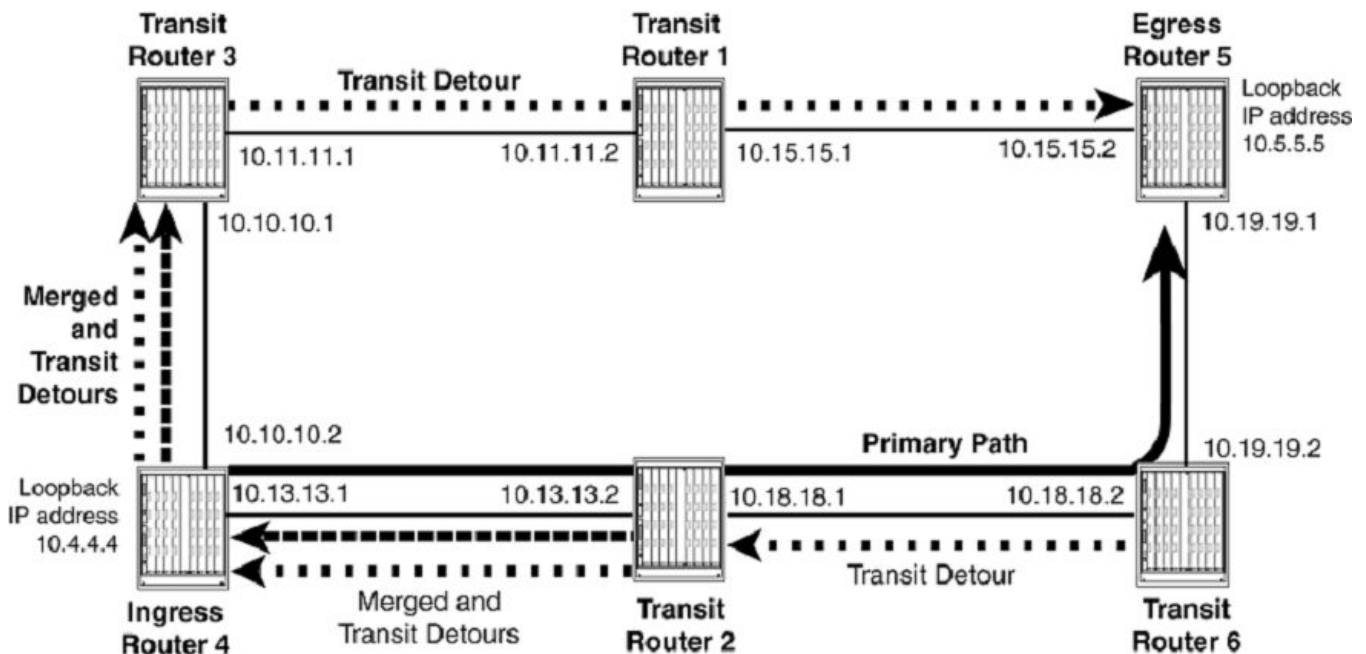 Transit
Router 3
Transit
Router 1
Egress
Router 5
Transit Detour
Loopback
IP address
10.5.5.5
10.11.11.1
10.11.11.2
10.15.15.1
10.15.15.2
10.10.10.1
10.19.19.1
Merged
and
Transit
Detours
10.10.10.2
Primary Path
10.19.19.2
Loopback
IP address
10.4.4.4
10.13.13.1
10.13.13.2
10.18.18.1
10.18.18.2
Ingress
Router 4
Merged and
Transit Detours
Transit
Router 2
Transit Detour
Transit
Router 6